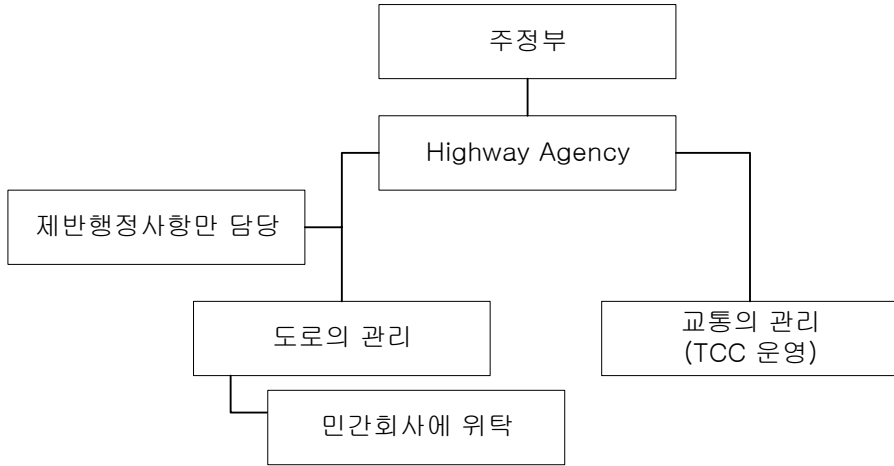 주정부
Highway Agency
제반행정사항만 담당
도로의 관리
교통의 관리
(TCC 운영)
민간회사에 위탁